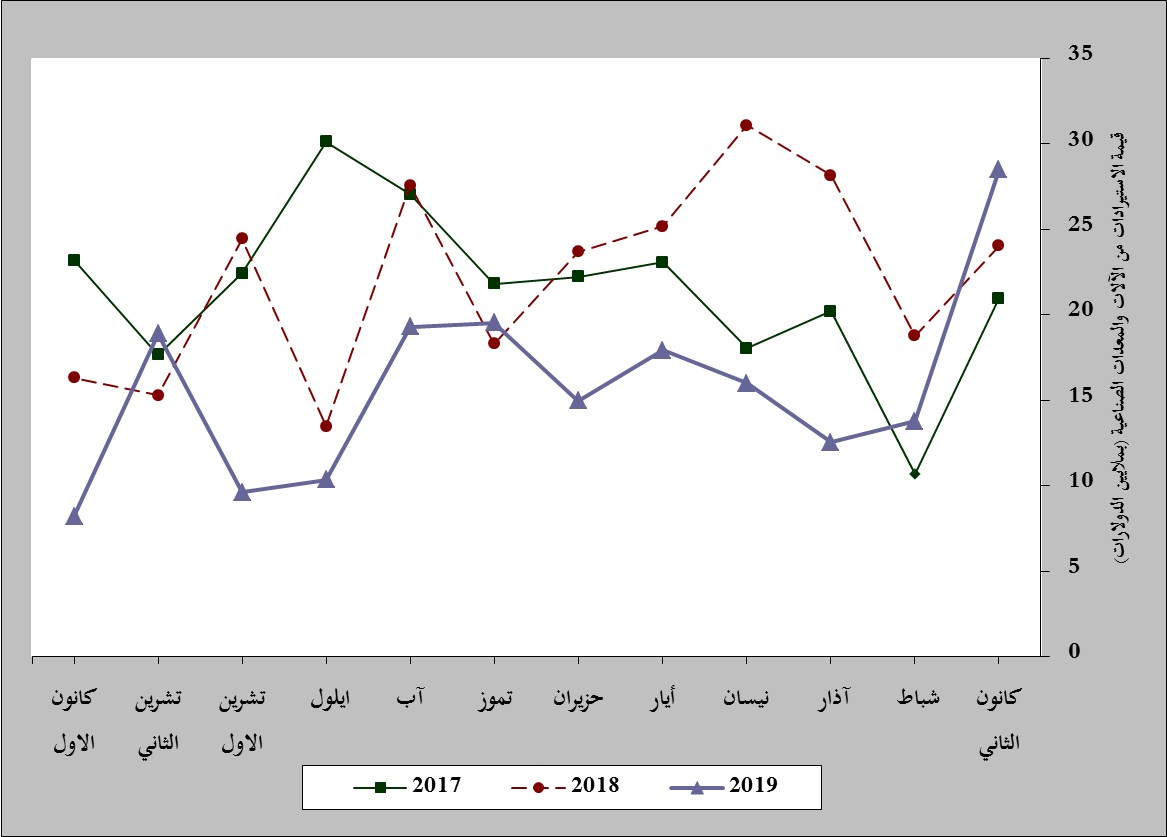 35
30
25
20
15
10
5
0
قيمة الاستيرادات من الآلات والمعدات الصناعية (بملايين الدولارات)
كانون الثاني
شباط
آذار
نيسان
أيار
حزيران
تموز
آب
ايلول
تشرين الاول
تشرين الثاني
كانون الاول
2017
2018
2019